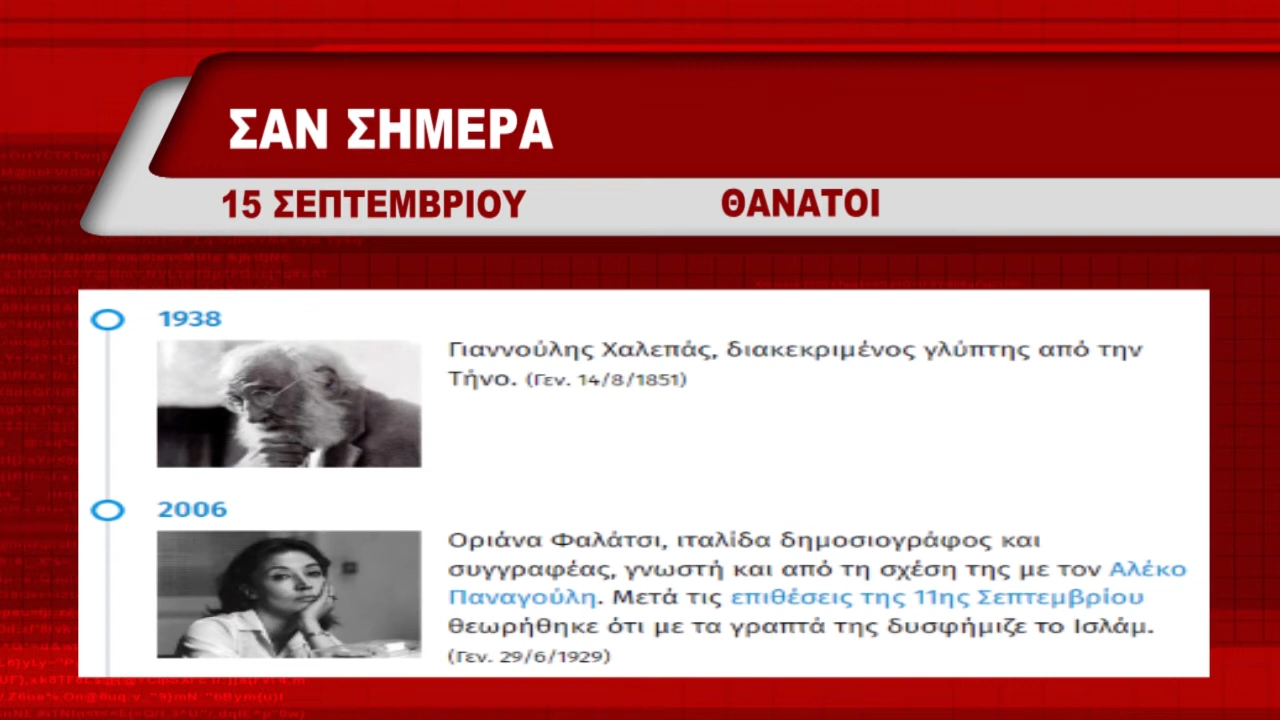 ΣΑΝ ΣΗΜΕΡΑ
15 ΣΕΠΤΕΜΒΡΙΟΥ ΘΑΝΑΤΟΙ
1938
Γιαννούλης Χαλεπάς, διακεκριμένος γλύπτης από την
Τήνο. (Γεν. 14/8/1851)
2006
Οριάνα Φαλάτσι, ιταλίδα δημοσιογράφος και
συγγραφέας, γνωστή και από τη σχέση της με τον Αλέκο
Παναγούλη. Μετά τις επιθέσεις της 11ης Σεπτεμβρίου
θεωρήθηκε ότι με τα γραπτά της δυσφήμιζε το Ισλάμ.
(Γεν. 29/6/1929)